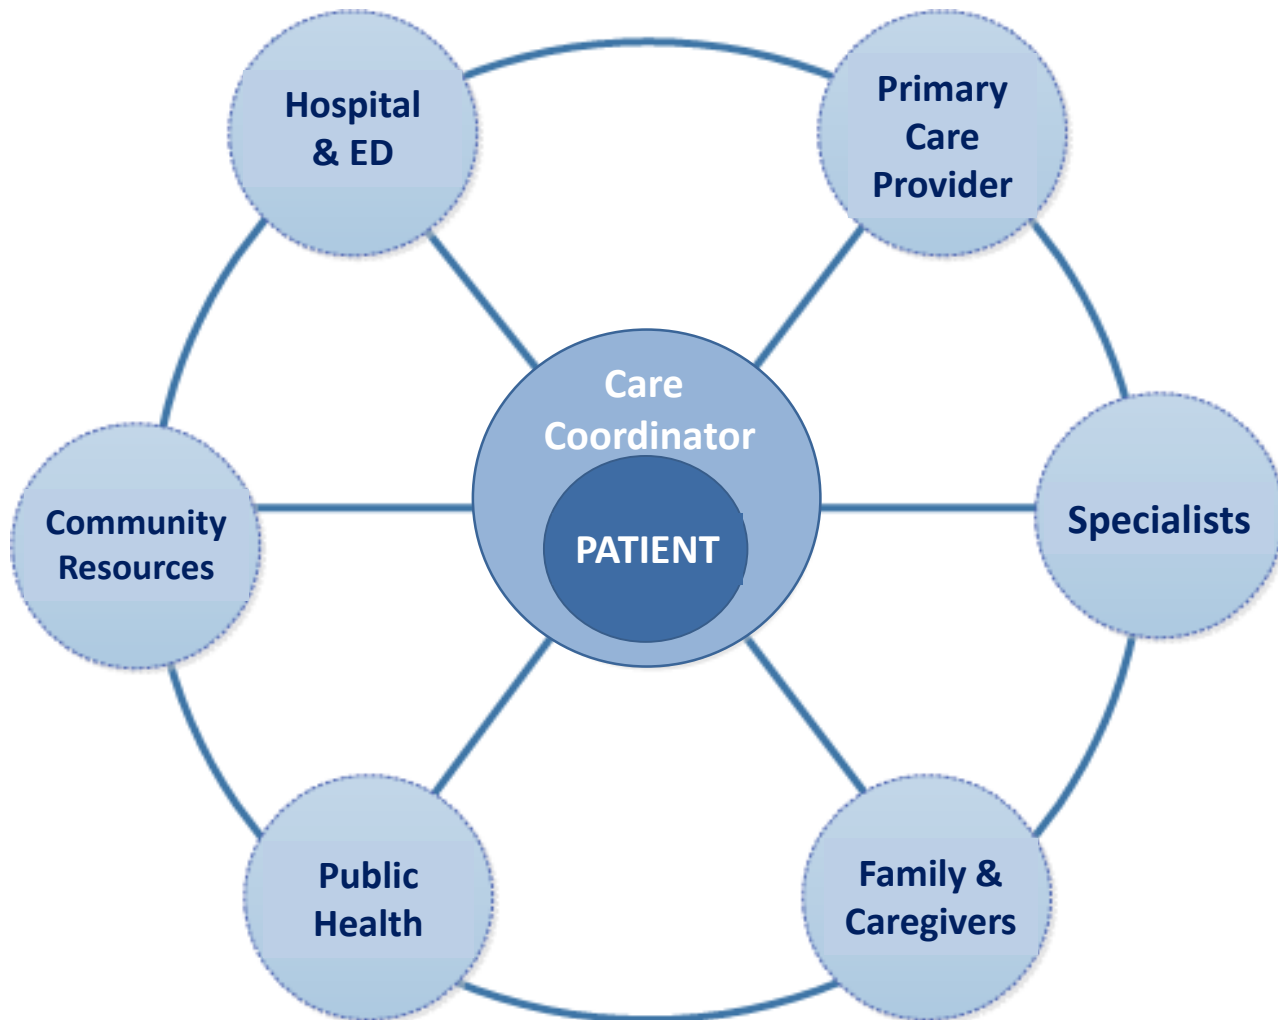 Hospital
& ED
Primary
Care
Provider
Care
Coordinator
PATIENT
Community
Resources
Specialists
Public
Health
Family &
Caregivers